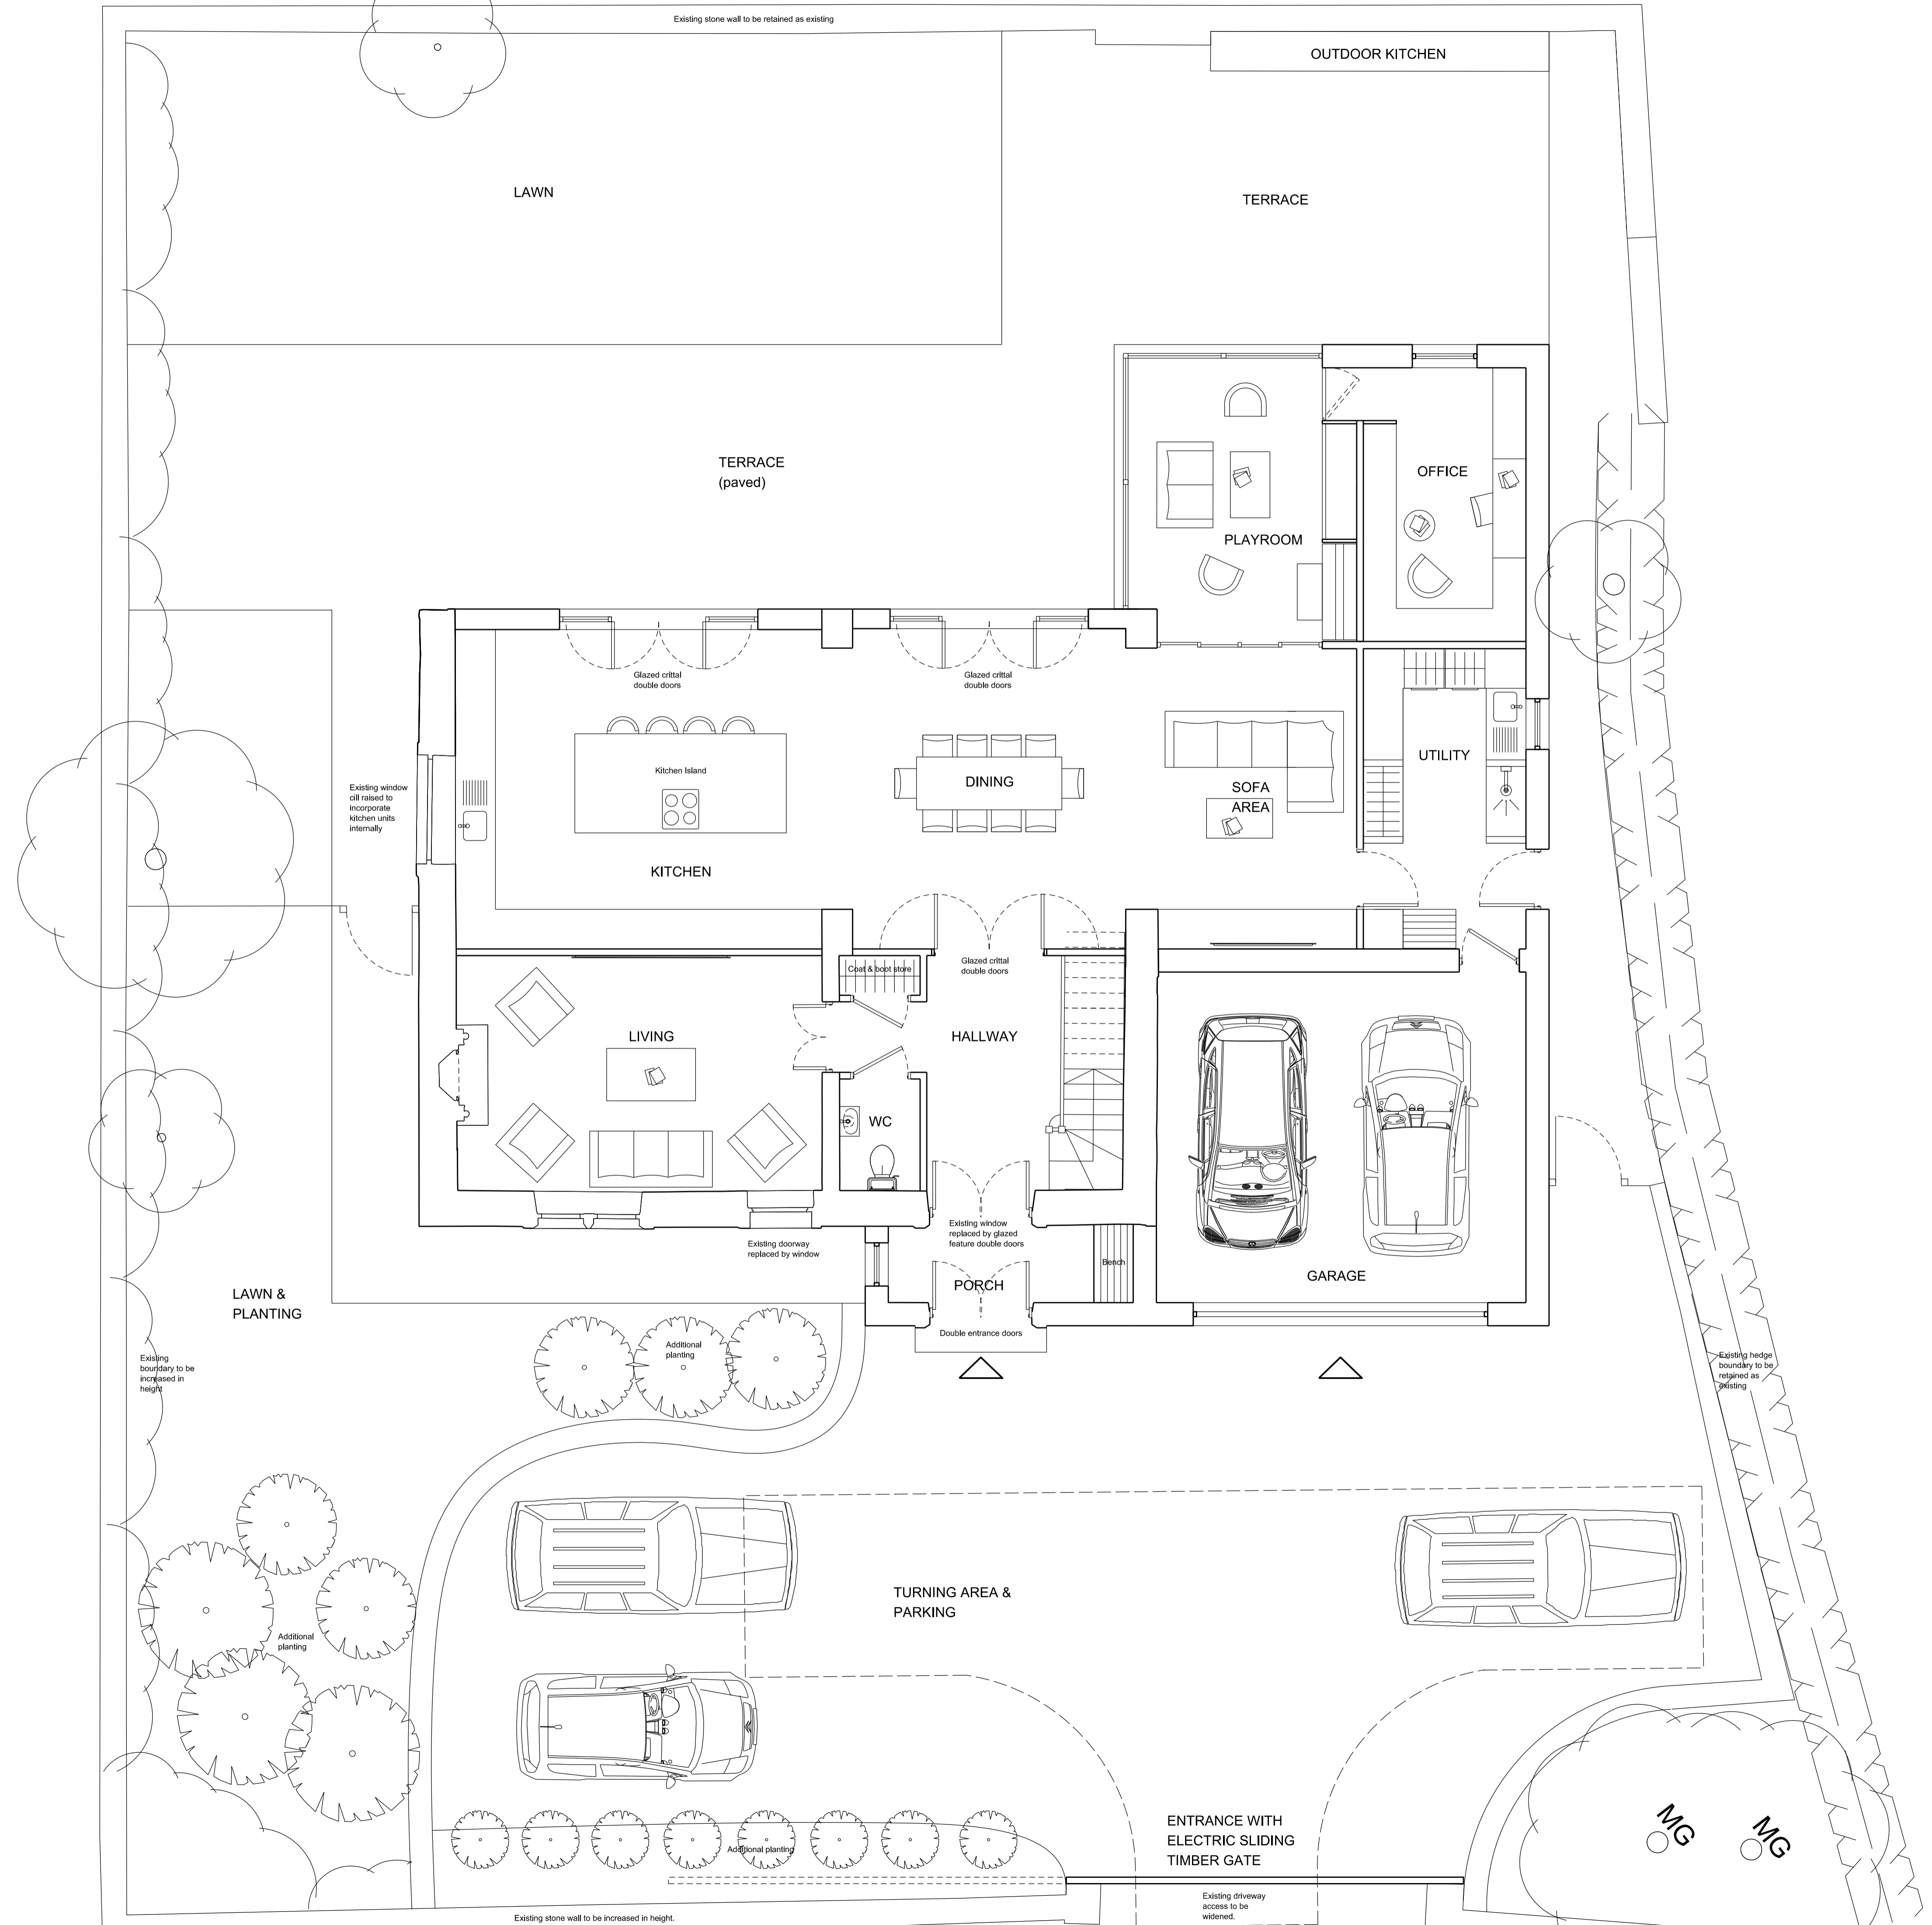 Existing stone wall to be retained as existing
OUTDOOR KITCHEN
LAWN
TERRACE
TERRACE
(paved)
OFFICE
PLAYROOM
Glazed crittal
double doors
Glazed crittal
double doors
Existing window
cill raised to
incorporate
kitchen units
internally
Kitchen Island
DINING
SOFA
AREA
UTILITY
KITCHEN
Glazed crittal
double doors
Coat & boot store
LIVING
HALLWAY
WC
Existing window
replaced by glazed
feature double doors
Existing doorway
replaced by window
Bench
PORCH
GARAGE
LAWN &
PLANTING
Double entrance doors
Additional
planting
Existing
boundary to be
increased in
height
Existing hedge
boundary to be
retained as
existing
TURNING AREA &
PARKING
Additional
planting
ENTRANCE WITH
ELECTRIC SLIDING
TIMBER GATE
MG
MG
Additional planting
Existing driveway
access to be
widened.
Existing stone wall to be increased in height.